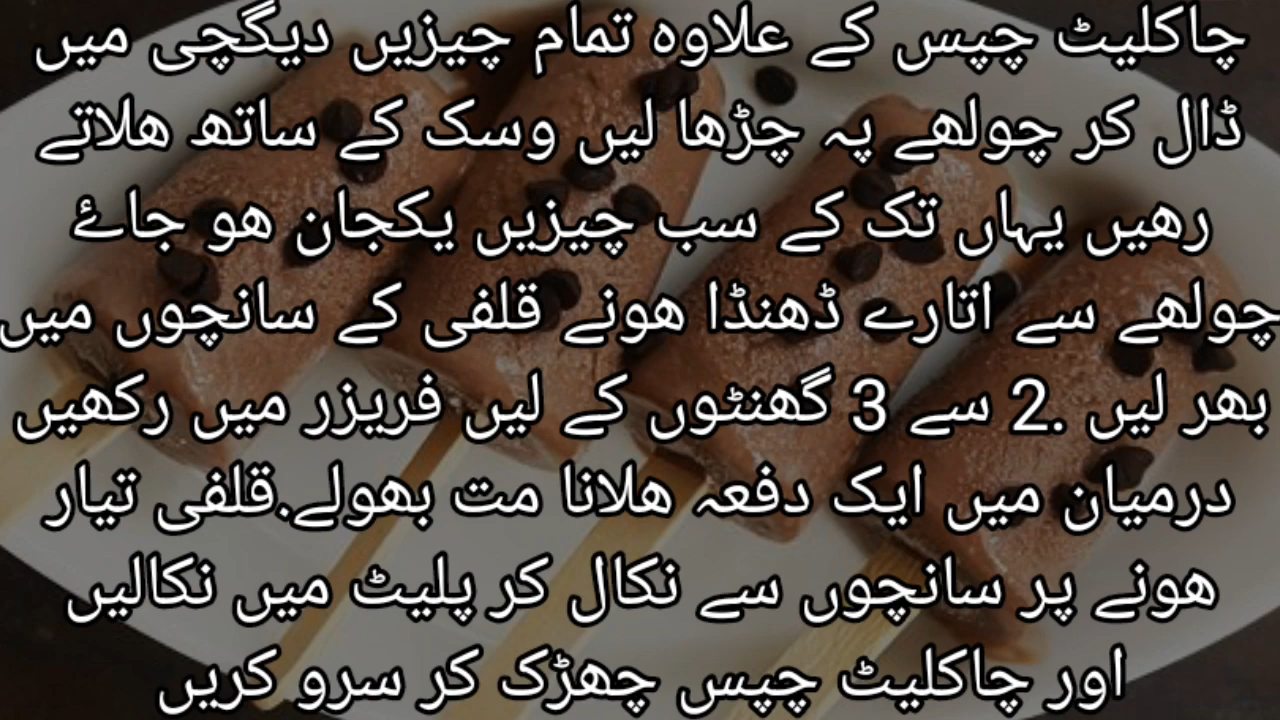 چاکلیٹ چپس کے علاوہ تمام چیزیں دیگچی میں
ڈال کر چولھے پہ چڑھا لیں وسک کے ساتھ ھلاتے
رھیں یہاں تک کے سب چیزیں یکجان ھو جاۓ
چولھے سے اتارے ڈھنڈا ھونے قلفی کے سانچوں میں
بھر لیں .2 سے 3 گھنٹوں کے لیں فریزر میں رکھیں
درمیان میں ایک دفعہ ھلانا مت بھولے.قلفی تیار
ھونے پر سانچوں سے نکال کر پلیٹ میں نکالیں
اور چاکلیٹ چپس چھڑک کر سرو کریں